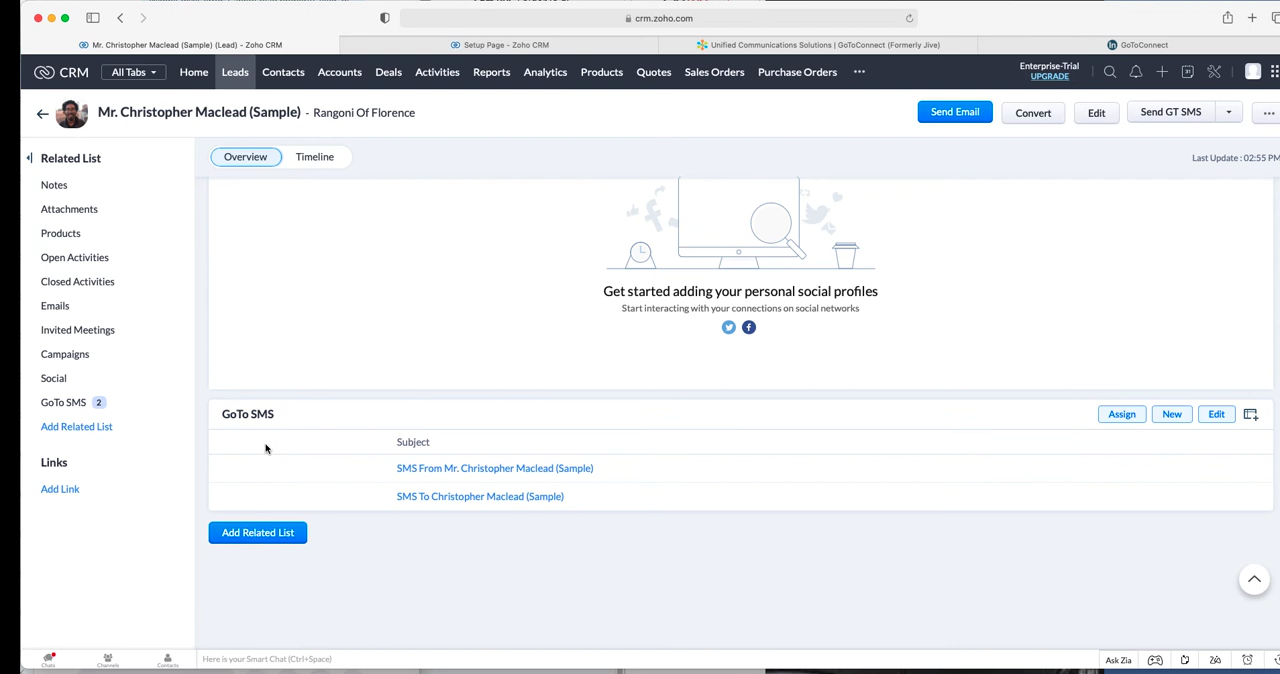 crm.zoho.com
Mr. Christopher Maclead (Sample) (Lead) - Zoho CRM
Setup Page - Zoho CRM
Unified Communications Solutions | GoToConnect (Formerly Jive)
GoToConnect
CRM
All Tabs
Home
Leads
Contacts
Accounts
Deals
Activities
Reports
Analytics
Products
Quotes
Sales Orders
Purchase Orders
Enterprise-Trial
UPGRADE
Mr. Christopher Maclead (Sample) - Rangoni Of Florence
Send Email
Convert
Edit
Send GT SMS
Related List
Overview
Timeline
Last Update : 02:55 PM
Notes
Attachments
Products
Open Activities
Closed Activities
Emails
Invited Meetings
Campaigns
Social
GoTo SMS 2
Add Related List
Links
Add Link
Get started adding your personal social profiles
Start interacting with your connections on social networks
GoTo SMS
Assign
New
Edit
Subject
SMS From Mr. Christopher Maclead (Sample)
SMS To Christopher Maclead (Sample)
Add Related List
Chats
Channels
Contacts
Here is your Smart Chat (Ctrl+Space)
Ask Zia